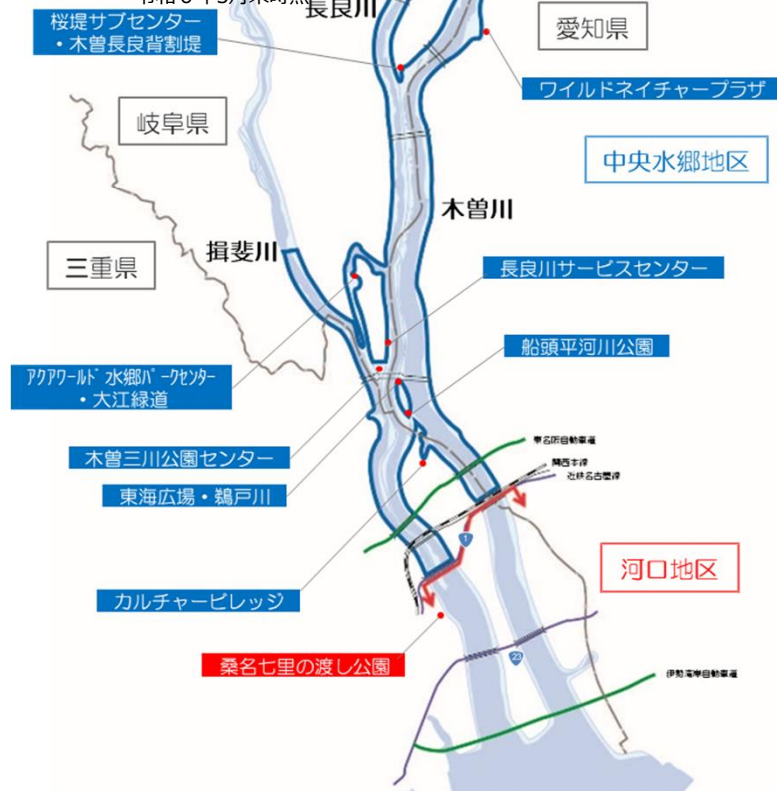 長良川
桜堤サブセンター
・木曽長良背割堤
愛知県
ワイルドネイチャープラザ
岐阜県
中央水郷地区
木曽川
揖斐川
三重県
長良川サービスセンター
船頭平河川公園
ｱｸｱﾜｰﾙﾄﾞ 水郷ﾊﾟｰｸｾﾝﾀｰ
・大江緑道
東名阪自動車道
木曽三川公園センター
関西本線
近鉄名古屋線
東海広場・鵜戸川
1
河口地区
カルチャービレッジ
桑名七里の渡し公園
23
伊勢湾岸自動車道